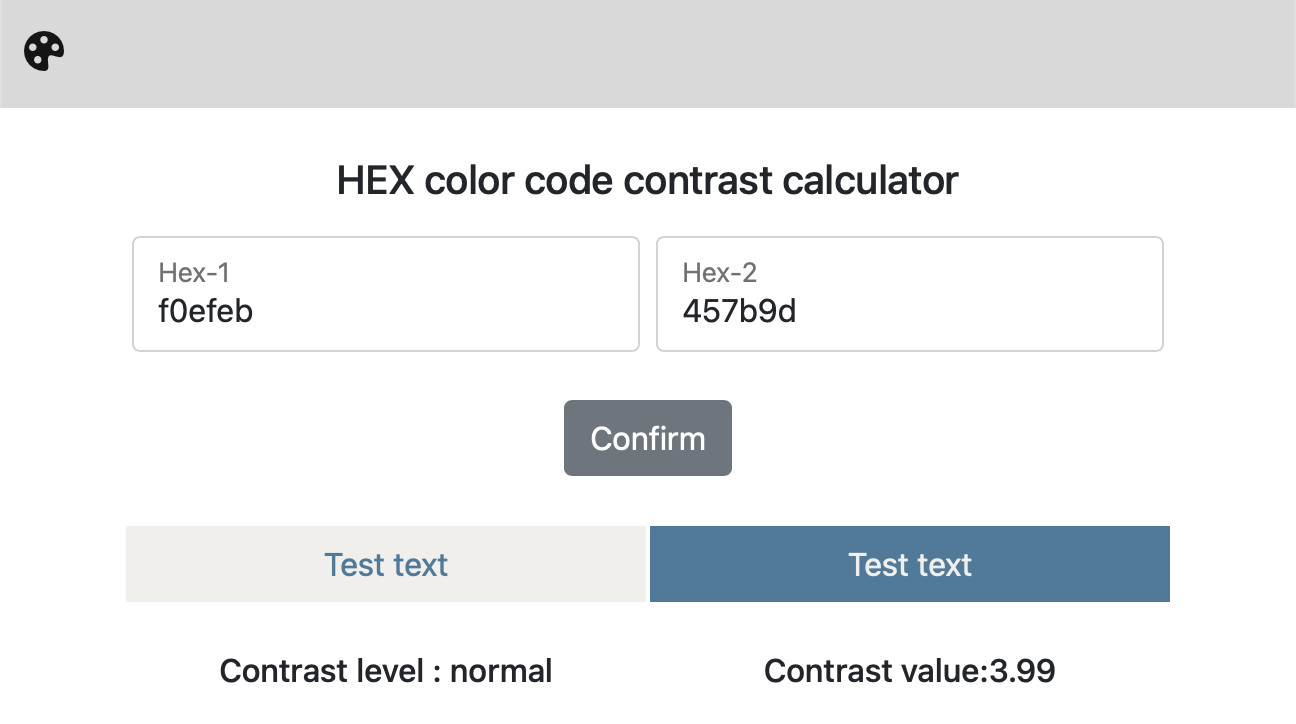 HEX color code contrast calculator
Hex-1
f0efeb
Hex-2
457b9d
Confirm
Test text
Test text
Contrast level : normal
Contrast value:3.99